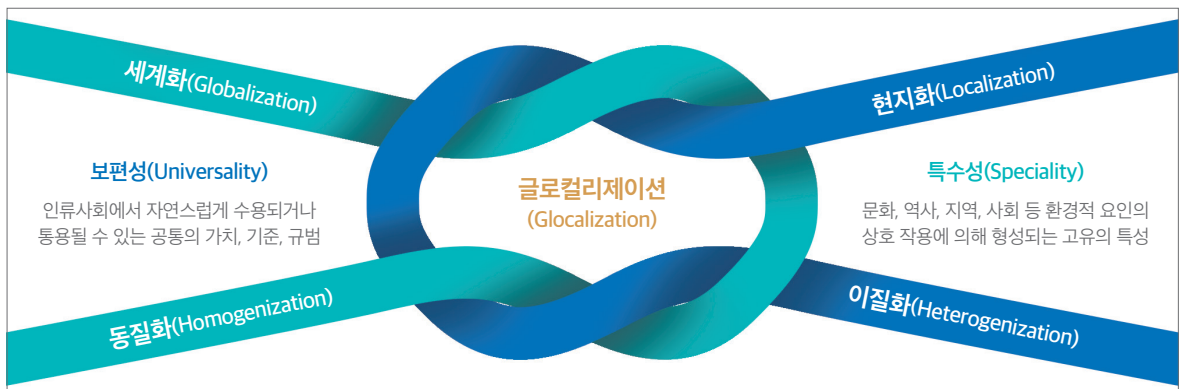 세계화(Globalization)
현지화(Localization)
보편성(Universality)
인류사회에서 자연스럽게 수용되거나
통용될 수 있는 공통의 가치, 기준, 규범
글로컬리제이션
(Glocalization)
특수성(Speciality)
문화, 역사, 지역, 사회 등 환경적 요인의
상호 작용에 의해 형성되는 고유의 특성
동질화(Homogenization)
이질화(Heterogenization)